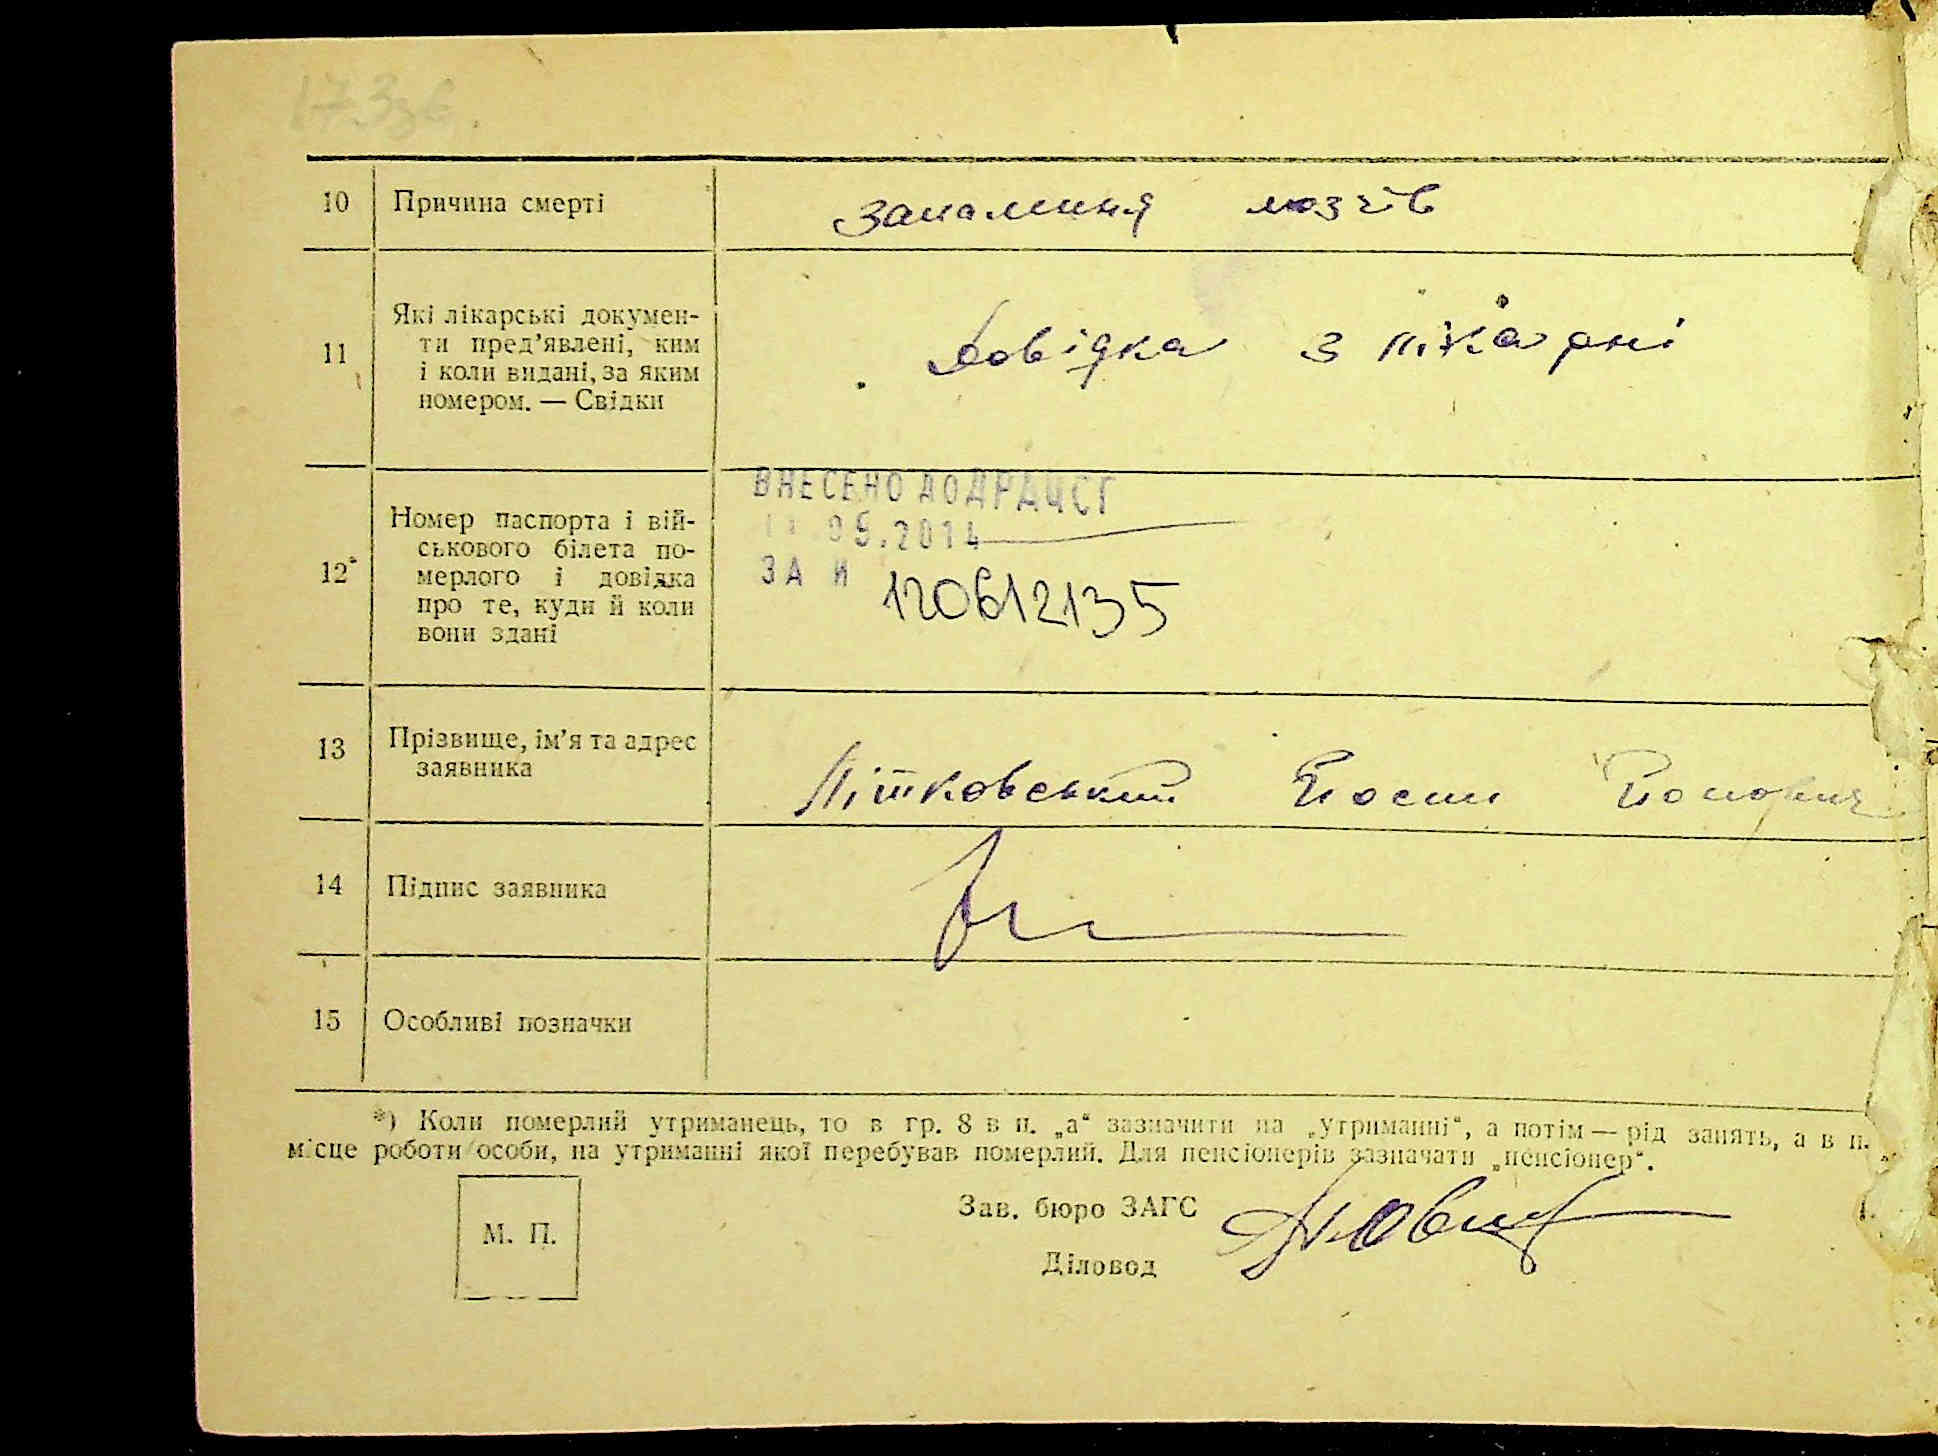 10 Причина смерті запалення мозгів
11 Які лікарські докумен-
ти пред’явлені, ким
і коли видані, за яким
номером. — Свідки
Довідка з лікарні
12* Номер паспорта і вій-
ськового білета по-
мерлого і довідка
про те, куди й коли
вони здані
ВНЕСЕНО ДО ДРАЦСГ
09.2014
ЗА И 120612135
13 Прізвище, ім’я та адрес
заявника
Літковський Йосип
14 Підпис заявника
15 Особливі позначки
*) Коли померлий утриманець, то в гр. 8 в п. „а“ зазначити на „утриманні“, а потім — рід занять, а в п.
місце роботи особи, на утриманні якої перебував померлий. Для пенсіонерів зазначати „пенсіонер“.
М. П.
Зав. бюро ЗАГС
Діловод